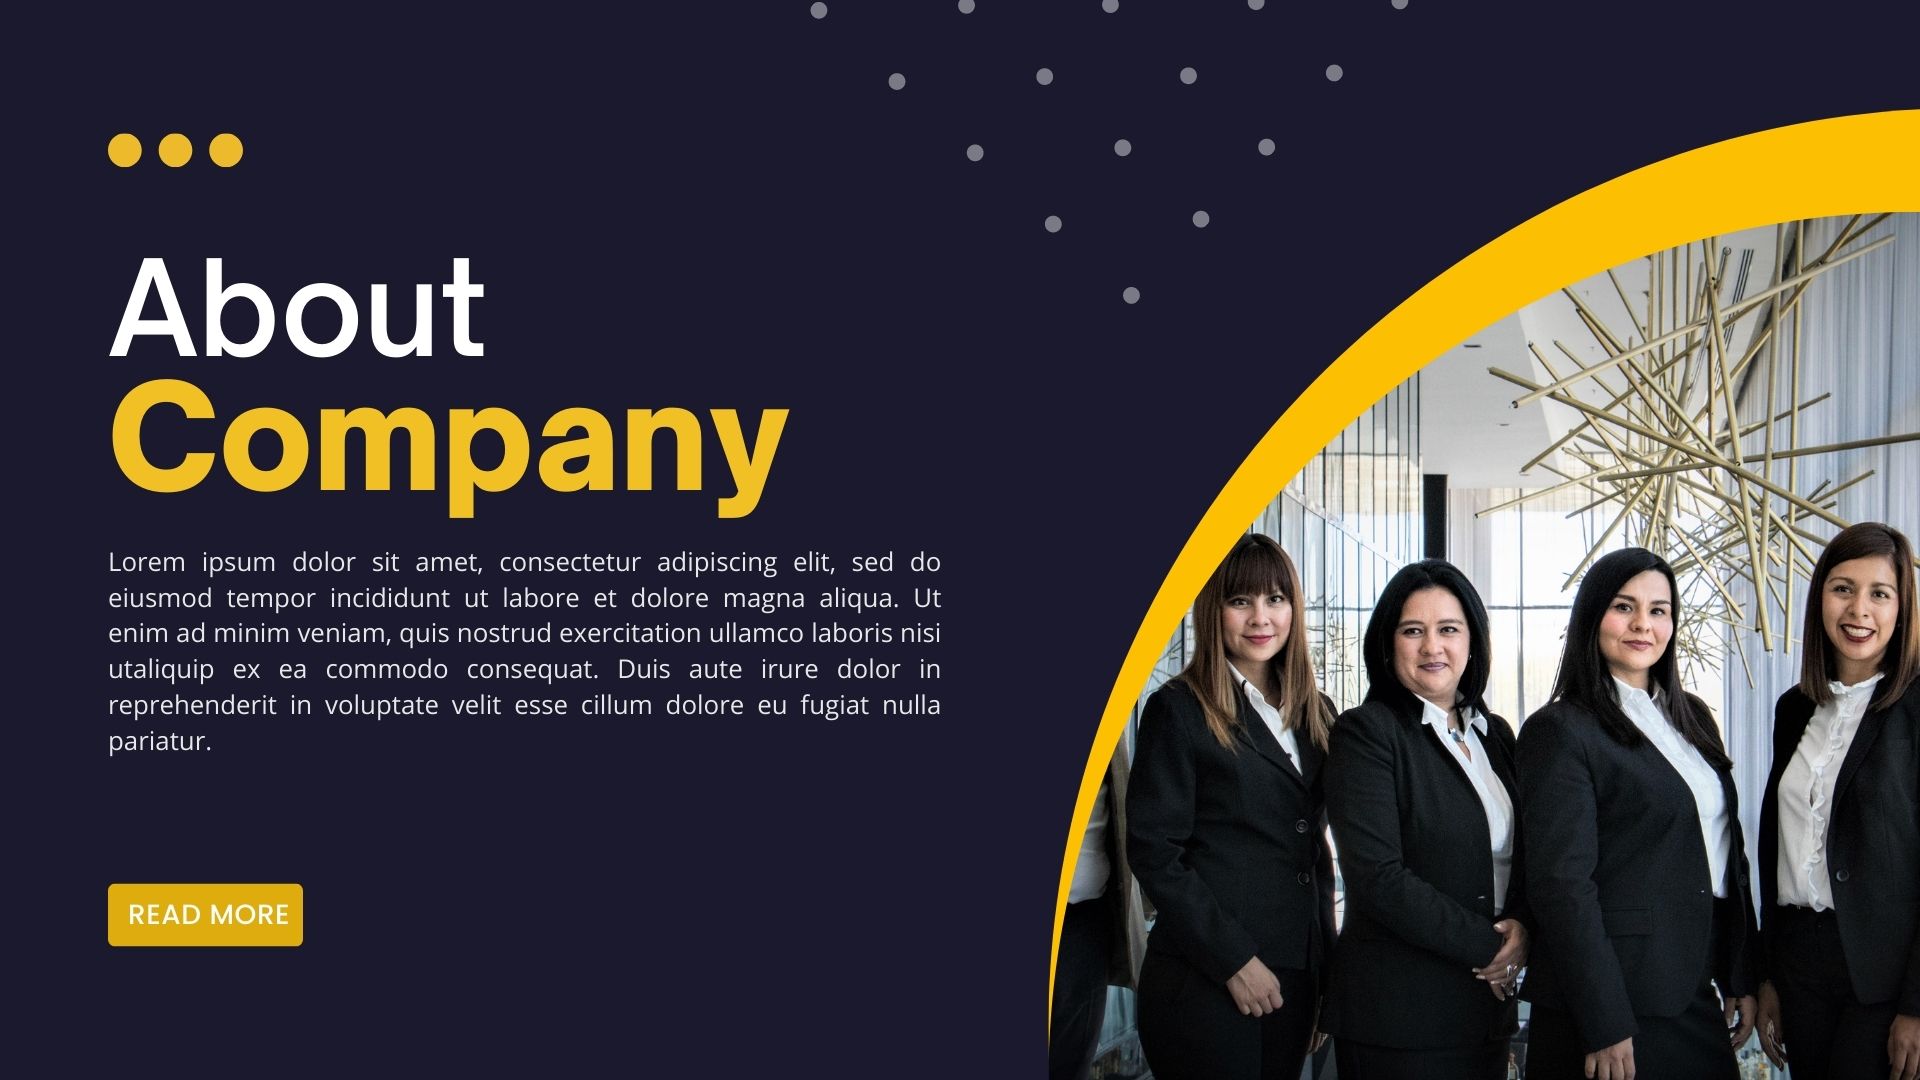 About
Company
Lorem ipsum dolor sit amet, consectetur adipiscing elit, sed do
eiusmod tempor incididunt ut labore et dolore magna aliqua. Ut
enim ad minim veniam, quis nostrud exercitation ullamco laboris nisi
utaliquip ex ea commodo consequat. Duis aute irure dolor in
reprehenderit in voluptate velit esse cillum dolore eu fugiat nulla
pariatur.
READ MORE